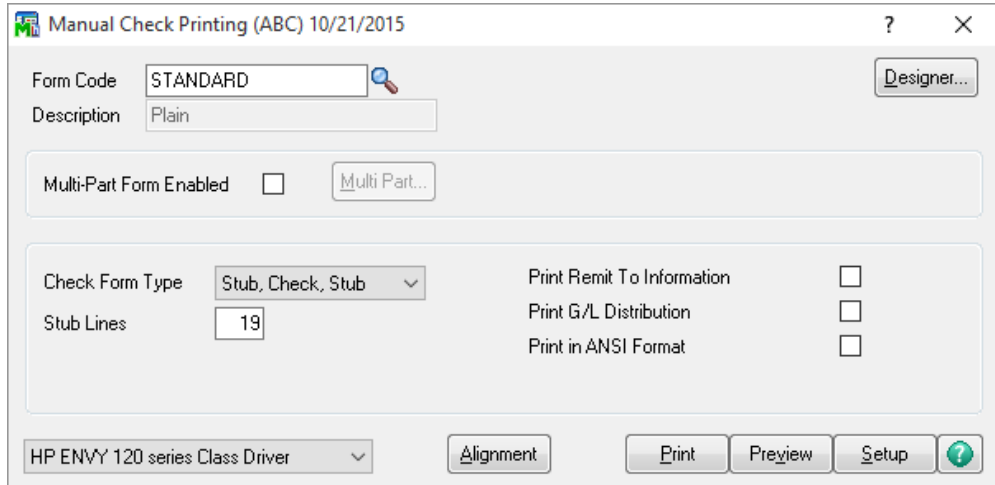 Manual Check Printing (ABC) 10/21/2015 ?
Form Code STANDARD Designer...
Description Plain
Multi-Part Form Enabled Multi Part...
Check Form Type Stub, Check, Stub Print Remit To Information
Stub Lines 19 Print G/L Distribution
Print in ANSI Format
HP ENVY 120 series Class Driver Alignment Print Preview Setup ?